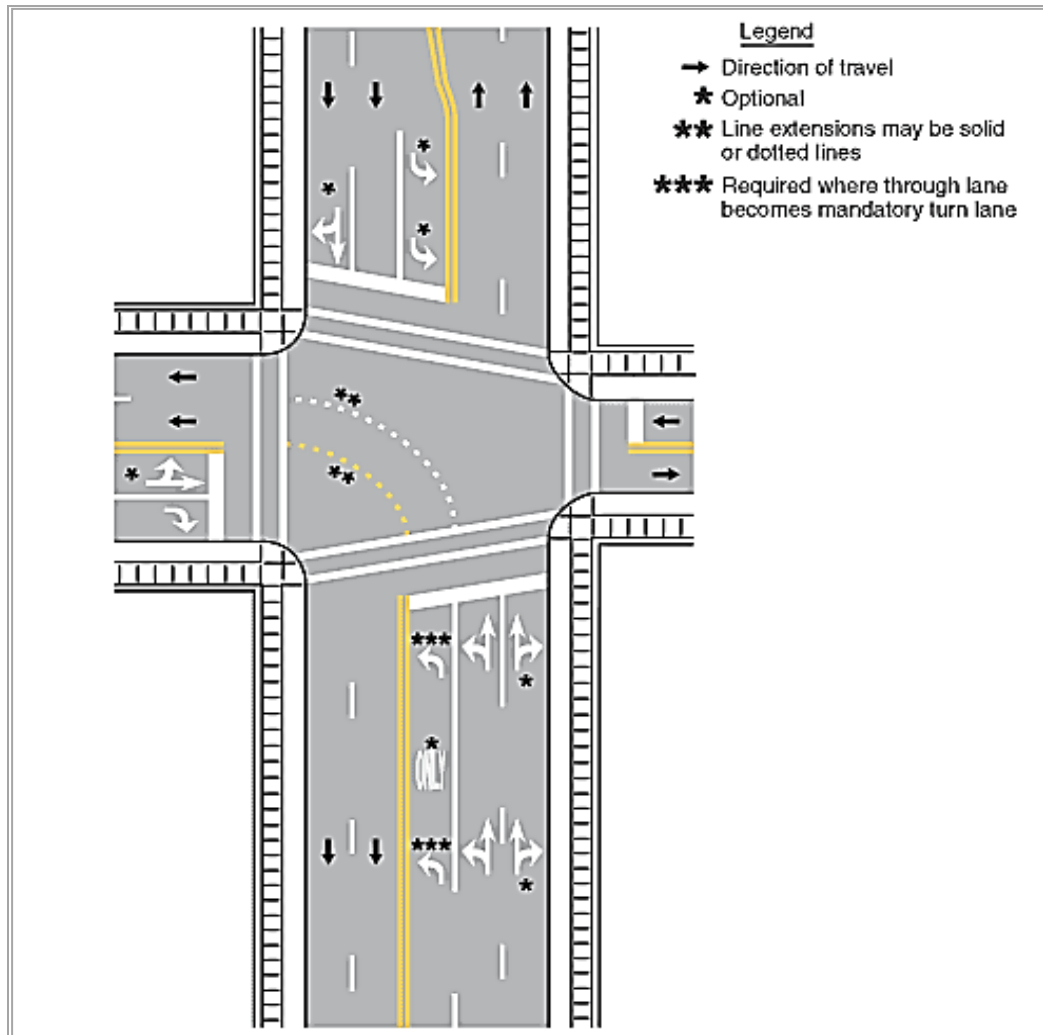 Legend
Direction of travel
* Optional
** Line extensions may be solid
or dotted lines
*** Required where through lane
becomes mandatory turn lane
*
*
*
**
**
*
***
*
*
ONLY
***
*